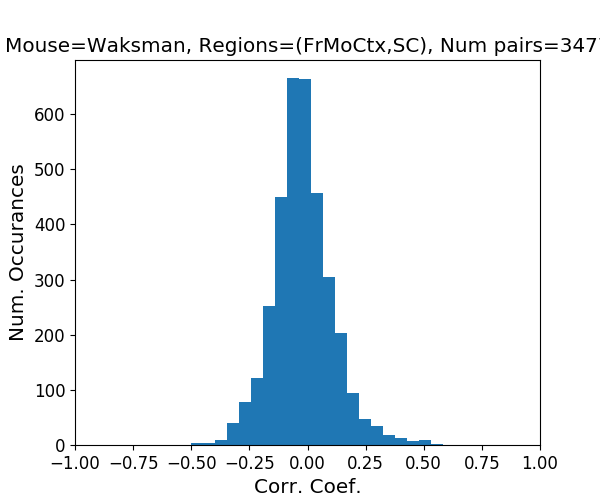 Mouse=Waksman, Regions=(FrMoCtx,SC), Num pairs=347
Num. Occurances
600
500
400
300
200
100
0
−1.00 −0.75 −0.50 −0.25 0.00 0.25 0.50 0.75 1.00
Corr. Coef.